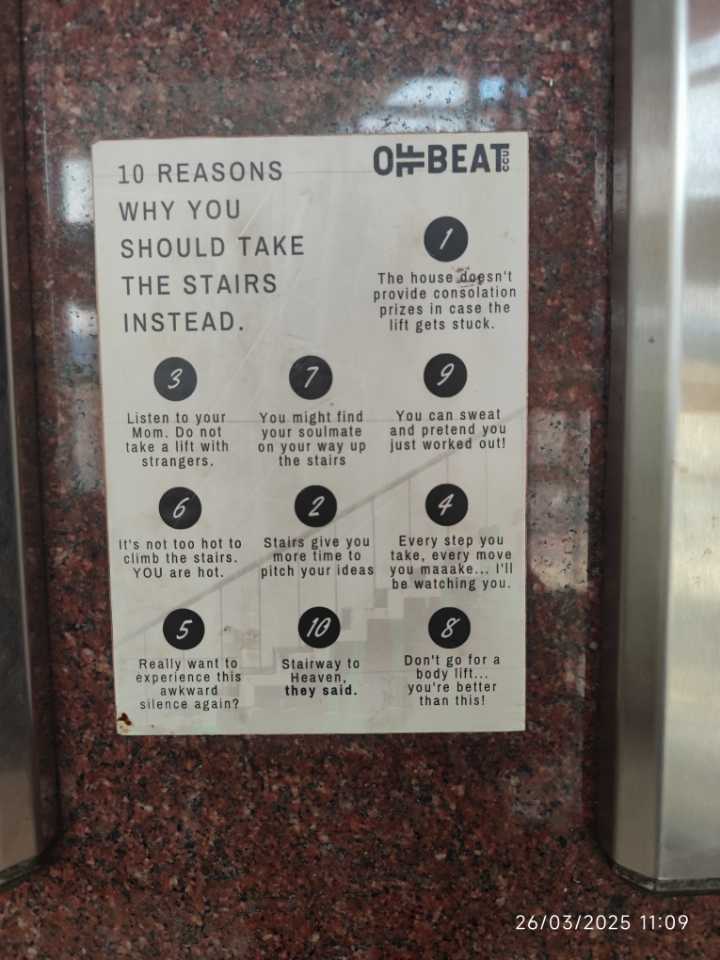 10 REASONS
WHY YOU
SHOULD TAKE
THE STAIRS
INSTEAD.
OFFBEAT
CCU
1
The house doesn't
provide consolation
prizes in case the
lift gets stuck.
3
Listen to your
Mom. Do not
take a lift with
strangers.
7
You might find
your soulmate
on your way up
the stairs
9
You can sweat
and pretend you
just worked out!
6
It's not too hot to
climb the stairs.
YOU are hot.
2
Stairs give you
more time to
pitch your ideas
4
Every step you
take, every move
you maaake... I'll
be watching you.
5
Really want to
experience this
awkward
silence again?
10
Stairway to
Heaven,
they said.
8
Don't go for a
body lift...
you're better
than this!
26/03/2025 11:09